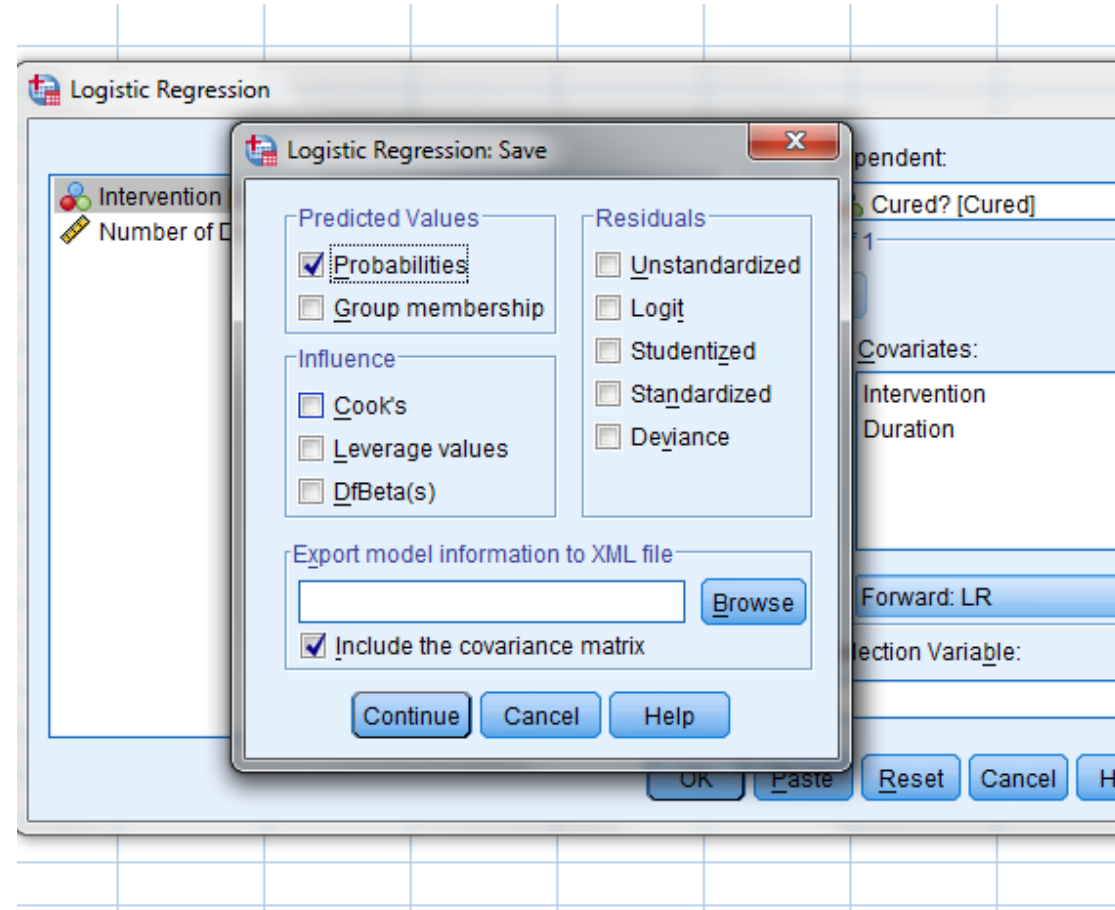 Logistic Regression
Logistic Regression: Save
Intervention
Number of
Predicted Values
Probabilities
Group membership
Influence
Cook's
Leverage values
DfBeta(s)
Residuals
Unstandardized
Logit
Studentized
Standardized
Deviance
Export model information to XML file
Browse
Include the covariance matrix
Continue Cancel Help
pendent:
Cured? [Cured]
f 1
Covariates:
Intervention
Duration
Forward: LR
lection Variable:
OK Paste Reset Cancel H